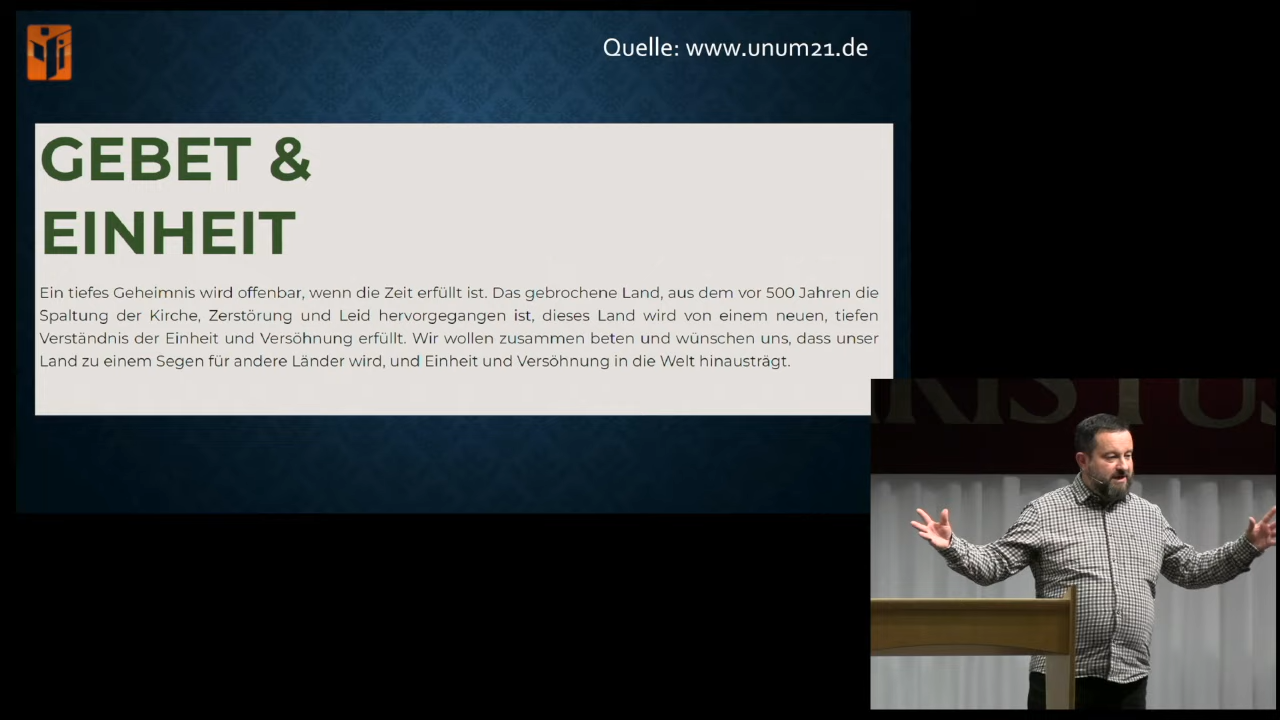 Quelle: www.unum21.de
GEBET &
EINHEIT
Ein tiefes Geheimnis wird offenbar, wenn die Zeit erfüllt ist. Das gebrochene Land, aus dem vor 500 Jahren die
Spaltung der Kirche, Zerstörung und Leid hervorgegangen ist, dieses Land wird von einem neuen, tiefen
Verständnis der Einheit und Versöhnung erfüllt. Wir wollen zusammen beten und wünschen uns, dass unser
Land zu einem Segen für andere Länder wird, und Einheit und Versöhnung in die Welt hinausträgt.